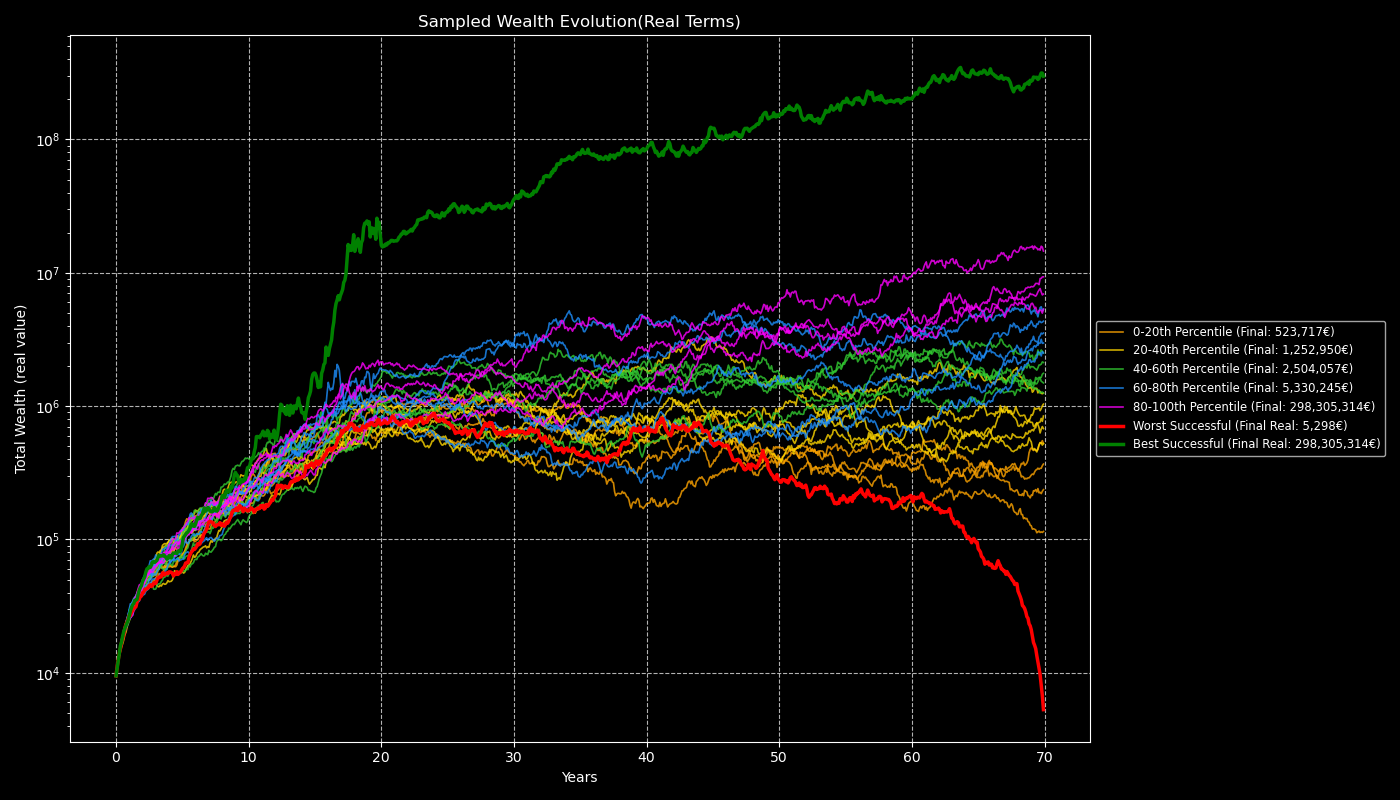 Sampled Wealth Evolution(Real Terms)
Total Wealth (real value)
10⁸
10⁷
10⁶
10⁵
10⁴
0 10 20 30 40 50 60 70
Years
0-20th Percentile (Final: 523,717€)
20-40th Percentile (Final: 1,252,950€)
40-60th Percentile (Final: 2,504,057€)
60-80th Percentile (Final: 5,330,245€)
80-100th Percentile (Final: 298,305,314€)
Worst Successful (Final Real: 5,298€)
Best Successful (Final Real: 298,305,314€)